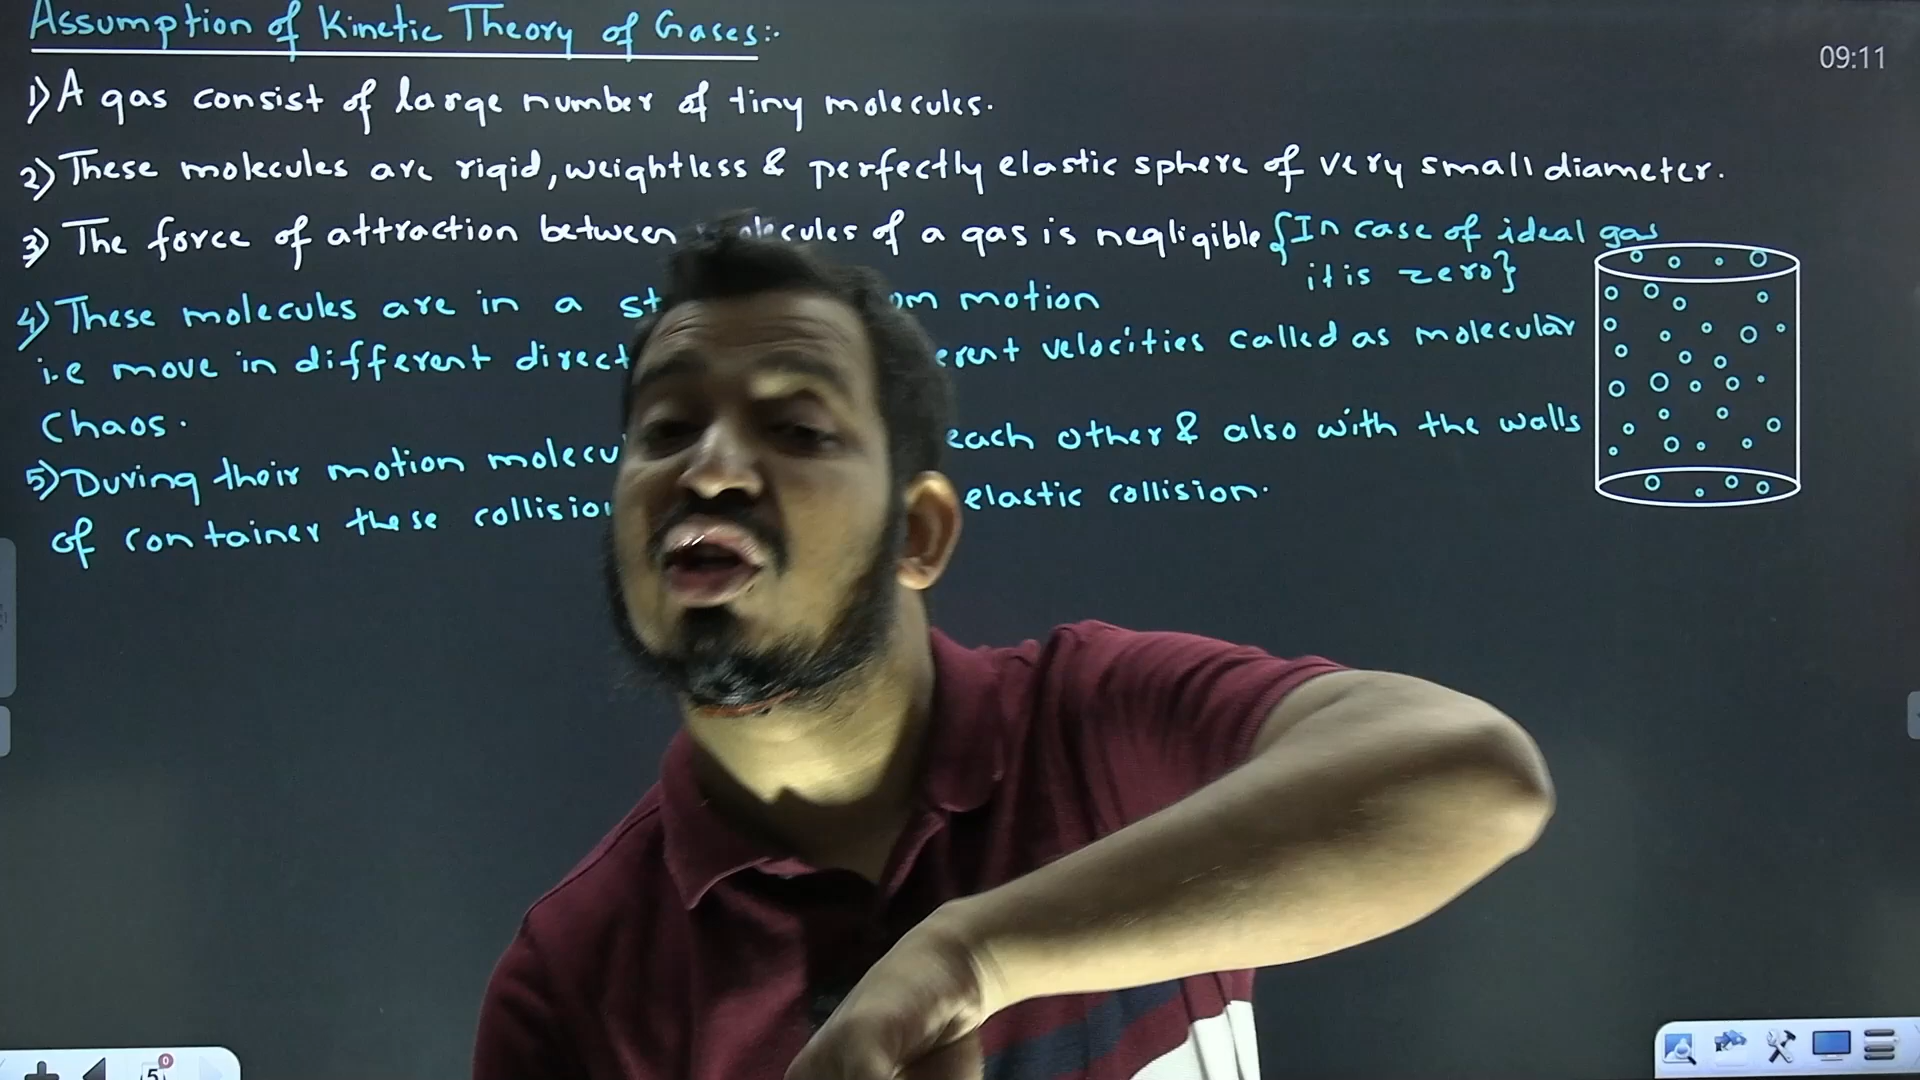 Assumption of Kinetic Theory of Gases:-
09:11
1) A gas consist of large number of tiny molecules.
2) These molecules are rigid, weightless & perfectly elastic sphere of very small diameter.
3) The force of attraction between molecules of a gas is negligible {In case of ideal gas
it is zero}
4) These molecules are in a motion
i.e move in different velocities called as molecular
Chaos.
5) During their motion each other & also with the walls
of container these elastic collision.
5
0